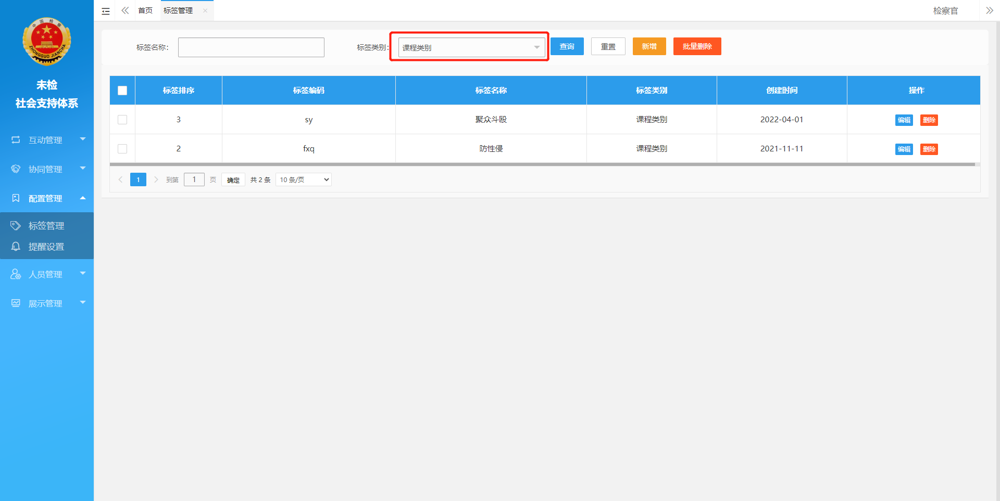 首页
标签管理
检察官
中国检察
ZHONGGUO JIANCHA
未检
社会支持体系
互动管理
协同管理
配置管理
标签管理
提醒设置
人员管理
展示管理
标签名称:
标签类别: 课程类别 查询 重置 新增 批量删除
标签排序 标签编码 标签名称 标签类别 创建时间 操作
3 sy 聚众斗殴 课程类别 2022-04-01 编辑 删除
2 fxq 防性侵 课程类别 2021-11-11 编辑 删除
1 到第 1 页 确定 共 2 条 10 条/页